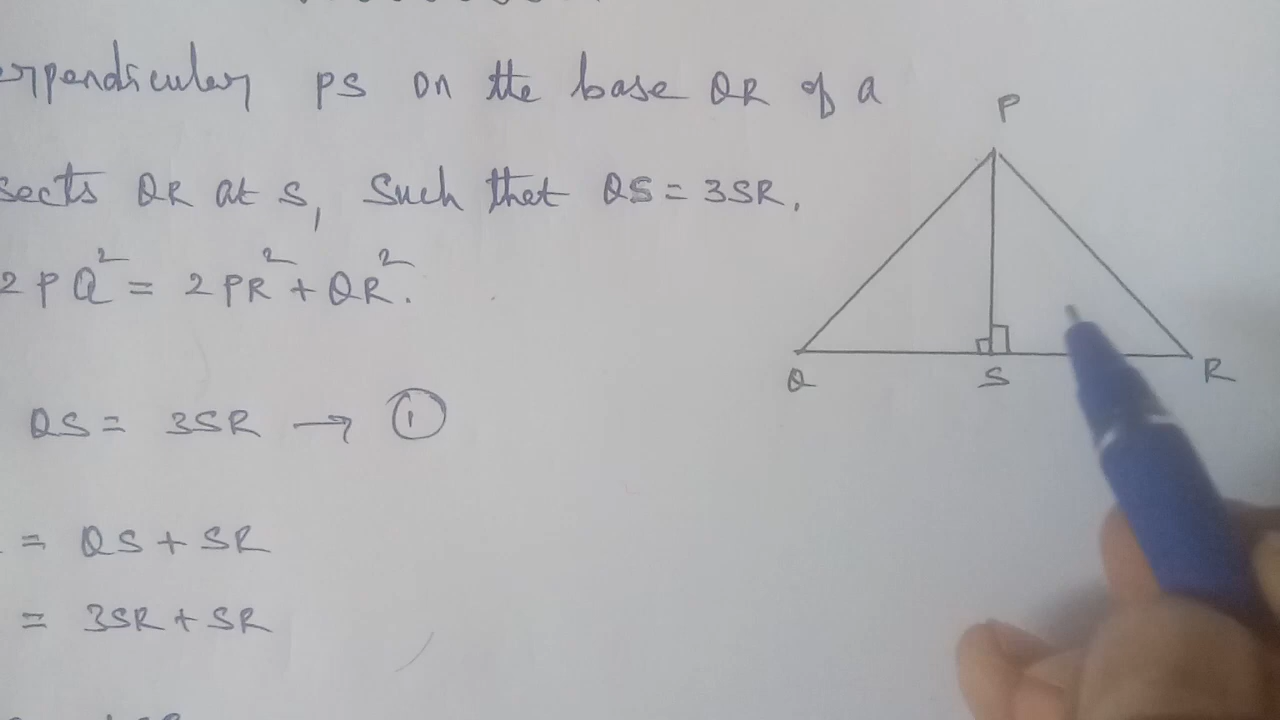 erpendicular PS on the base QR of a
sects QR at S, Such that QS = 3SR.
2PQ² = 2PR² + QR².
QS = 3SR → ①
= QS + SR
= 3SR + SR
P
Q
S
R